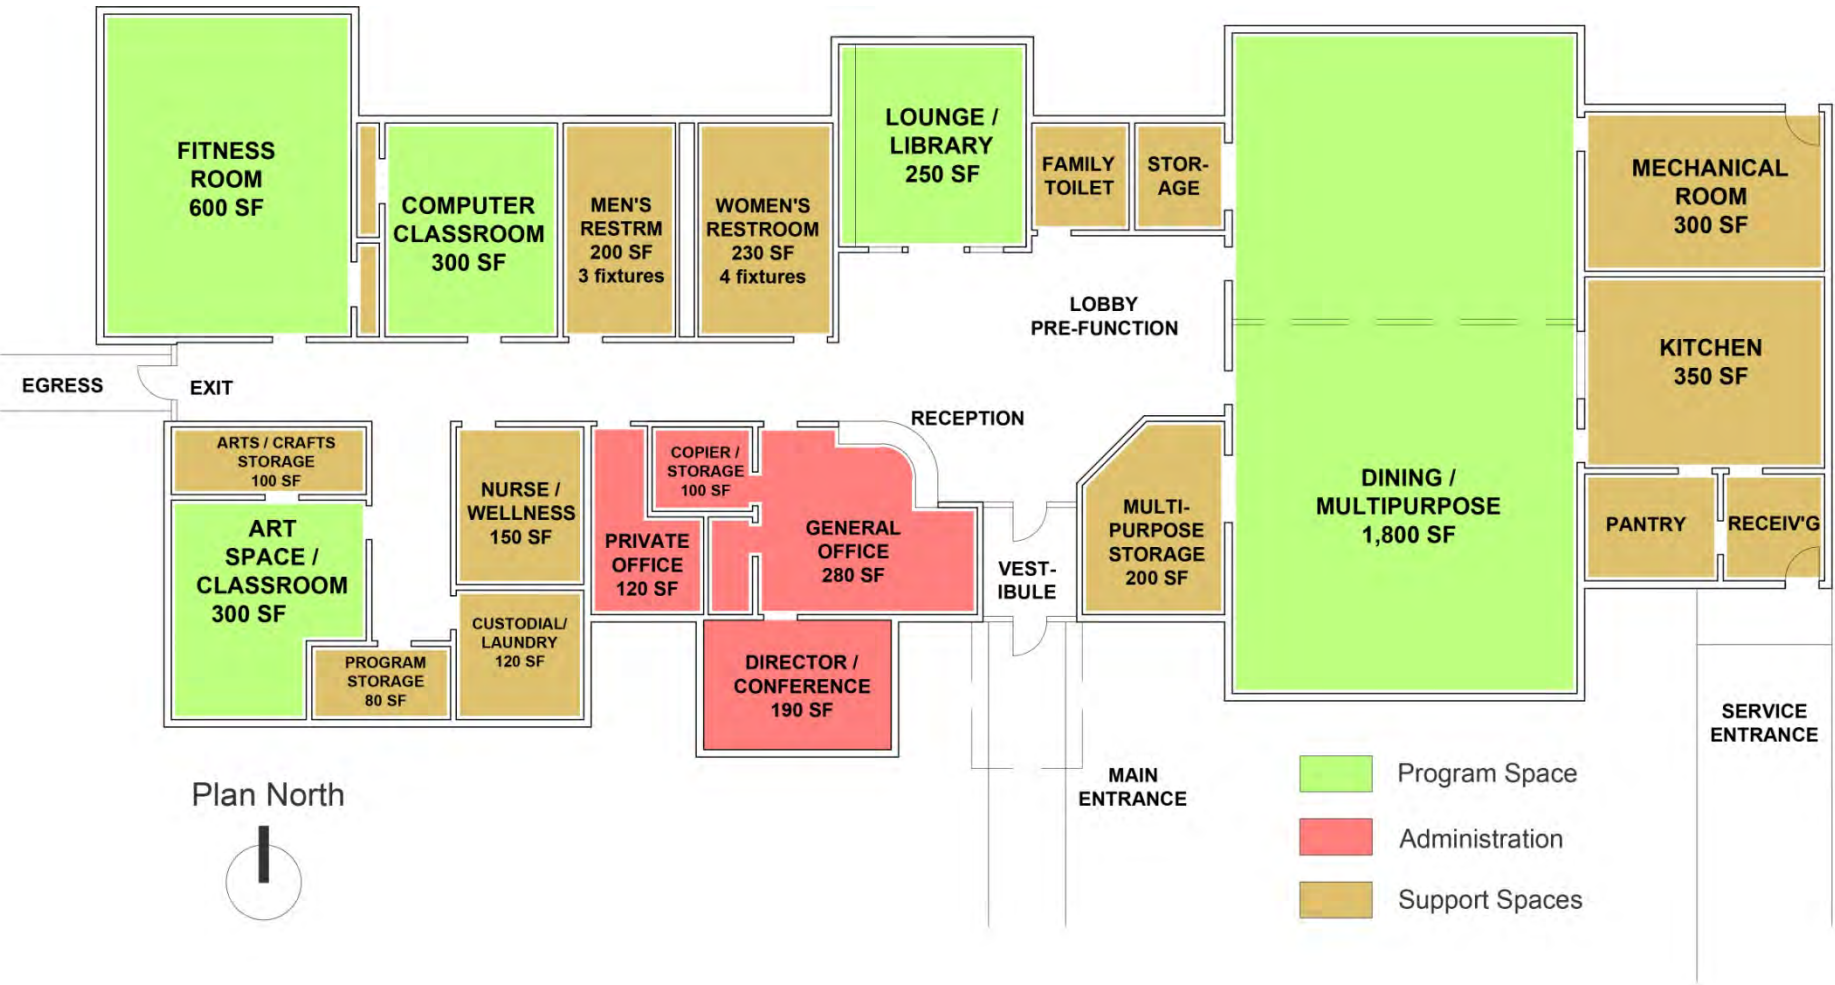 FITNESS
ROOM
600 SF
COMPUTER
CLASSROOM
300 SF
MEN'S
RESTRM
200 SF
3 fixtures
WOMEN'S
RESTROOM
230 SF
4 fixtures
LOUNGE /
LIBRARY
250 SF
FAMILY
TOILET
STOR-
AGE
MECHANICAL
ROOM
300 SF
LOBBY
PRE-FUNCTION
KITCHEN
350 SF
EGRESS
EXIT
RECEPTION
ARTS / CRAFTS
STORAGE
100 SF
ART
SPACE /
CLASSROOM
300 SF
NURSE /
WELLNESS
150 SF
COPIER /
STORAGE
100 SF
PRIVATE
OFFICE
120 SF
GENERAL
OFFICE
280 SF
VEST-
IBULE
MULTI-
PURPOSE
STORAGE
200 SF
DINING /
MULTIPURPOSE
1,800 SF
PANTRY
RECEIV'G
PROGRAM
STORAGE
80 SF
CUSTODIAL/
LAUNDRY
120 SF
DIRECTOR /
CONFERENCE
190 SF
MAIN
ENTRANCE
SERVICE
ENTRANCE
Plan North
Program Space
Administration
Support Spaces